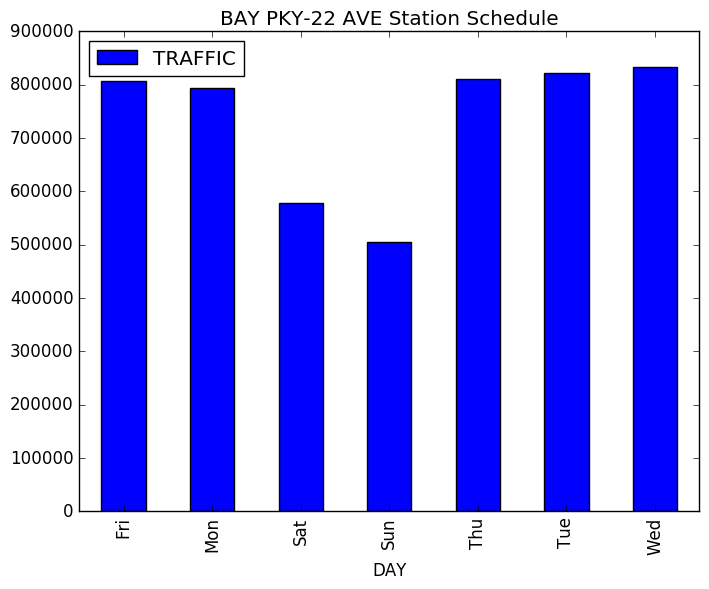 BAY PKY-22 AVE Station Schedule
900000
800000
700000
600000
500000
400000
300000
200000
100000
0
TRAFFIC
Fri
Mon
Sat
Sun
Thu
Tue
Wed
DAY